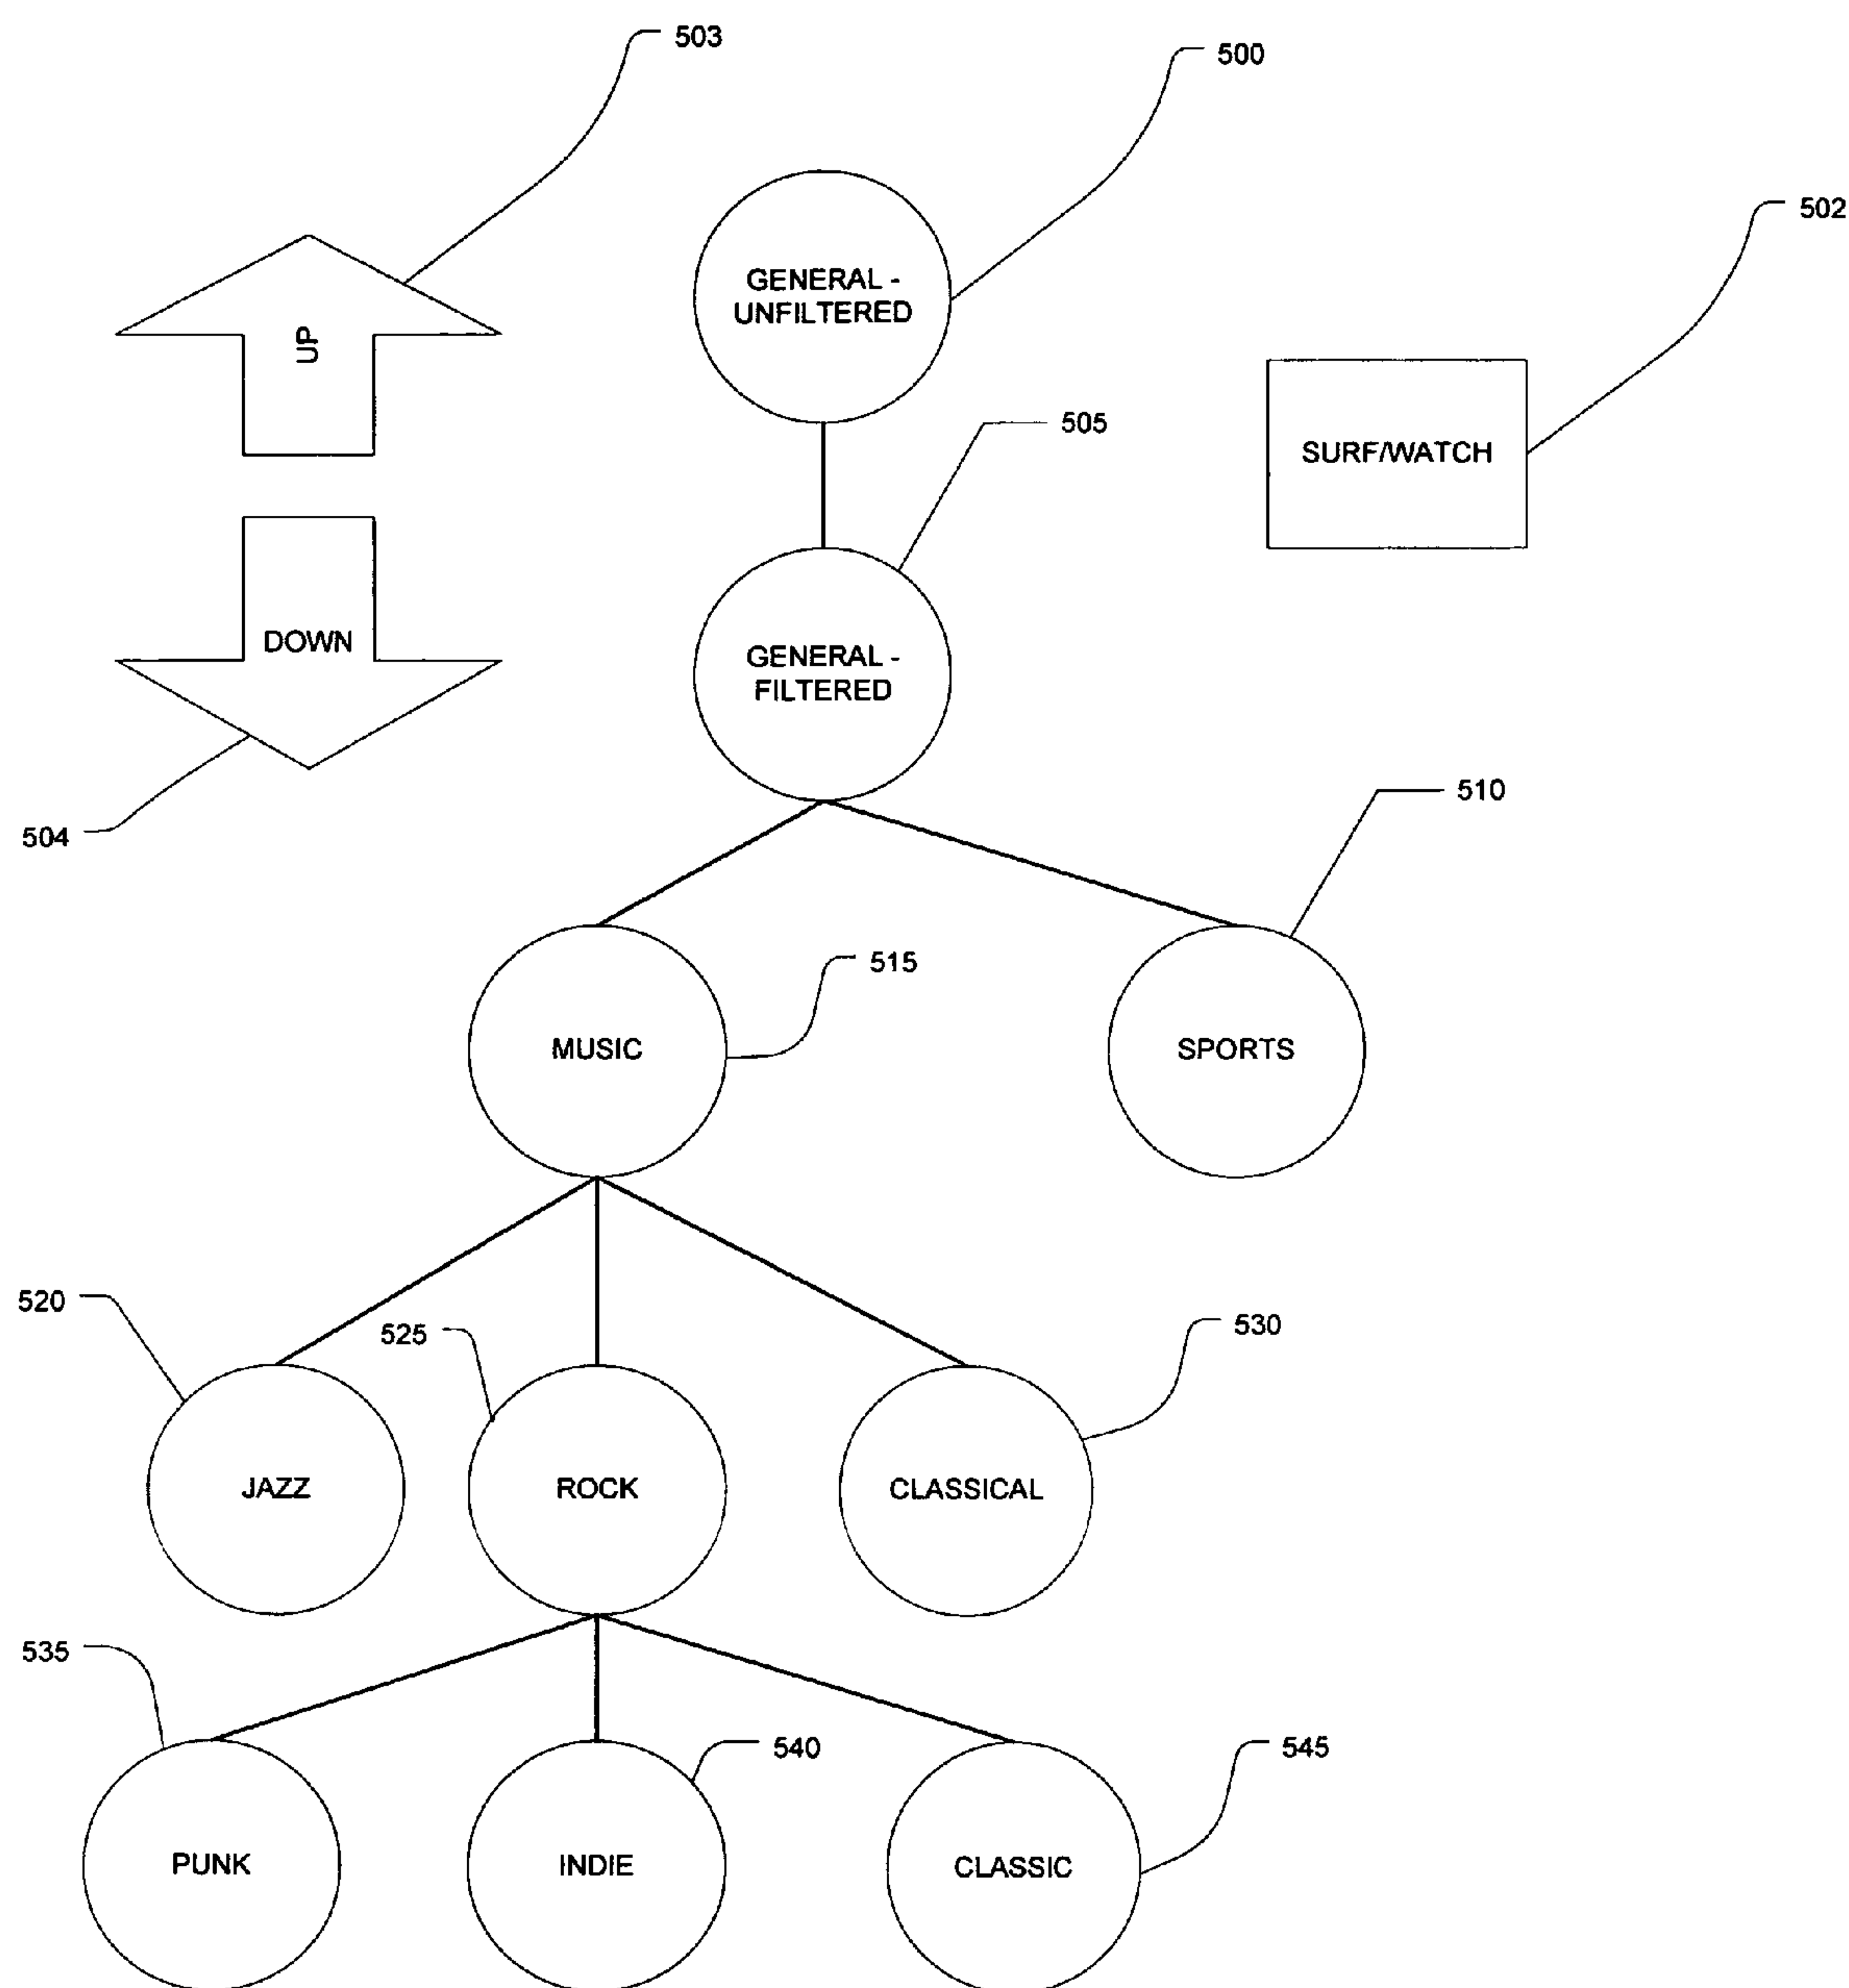 503
500
502
GENERAL -
UNFILTERED
UP
505
SURF/WATCH
DOWN
GENERAL -
FILTERED
510
504
515
MUSIC
SPORTS
520
525
530
JAZZ
ROCK
CLASSICAL
535
540
545
PUNK
INDIE
CLASSIC